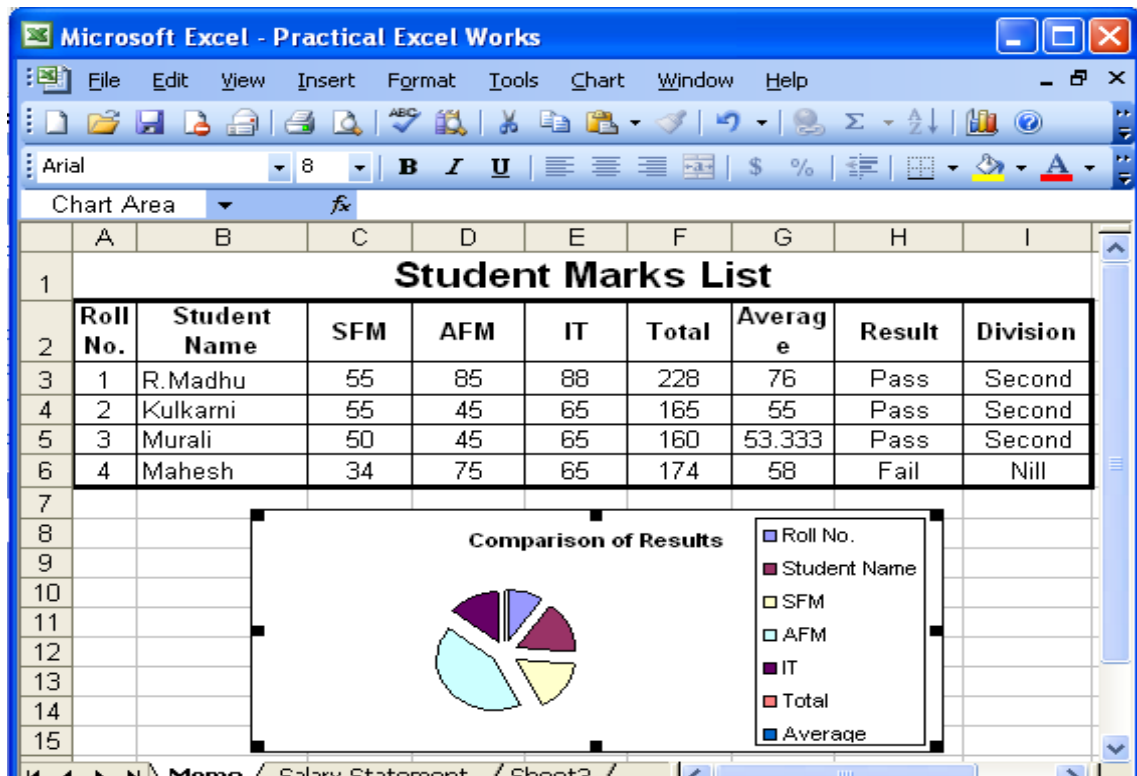 Microsoft Excel - Practical Excel Works
File Edit View Insert Format Tools Chart Window Help
Arial 8 B I U $ % A
Chart Area fx
A B C D E F G H I
1 Student Marks List
2 Roll No. Student Name SFM AFM IT Total Average Result Division
3 1 R.Madhu 55 85 88 228 76 Pass Second
4 2 Kulkarni 55 45 65 165 55 Pass Second
5 3 Murali 50 45 65 160 53.333 Pass Second
6 4 Mahesh 34 75 65 174 58 Fail Nill
7
8
9
10
11
12
13
14
15
Comparison of Results
Roll No.
Student Name
SFM
AFM
IT
Total
Average
Memo Salary Statement Sheet3